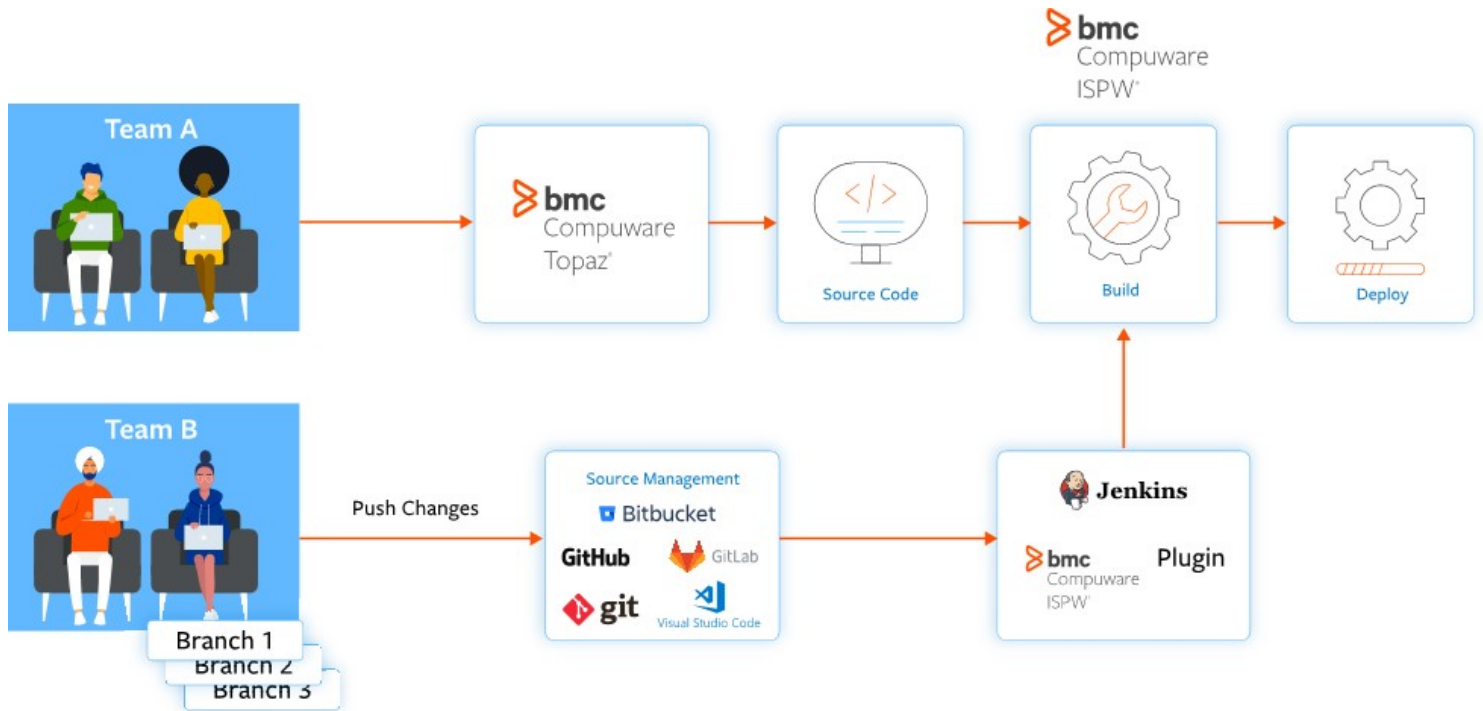 bmc
Compuware
ISPW®
Team A
bmc
Compuware
Topaz®
</>
Source Code
Build
Deploy
Team B
Push Changes
Branch 1
Branch 2
Branch 3
Source Management
Bitbucket
GitHub
GitLab
git
Visual Studio Code
Jenkins
bmc
Compuware
ISPW®
Plugin